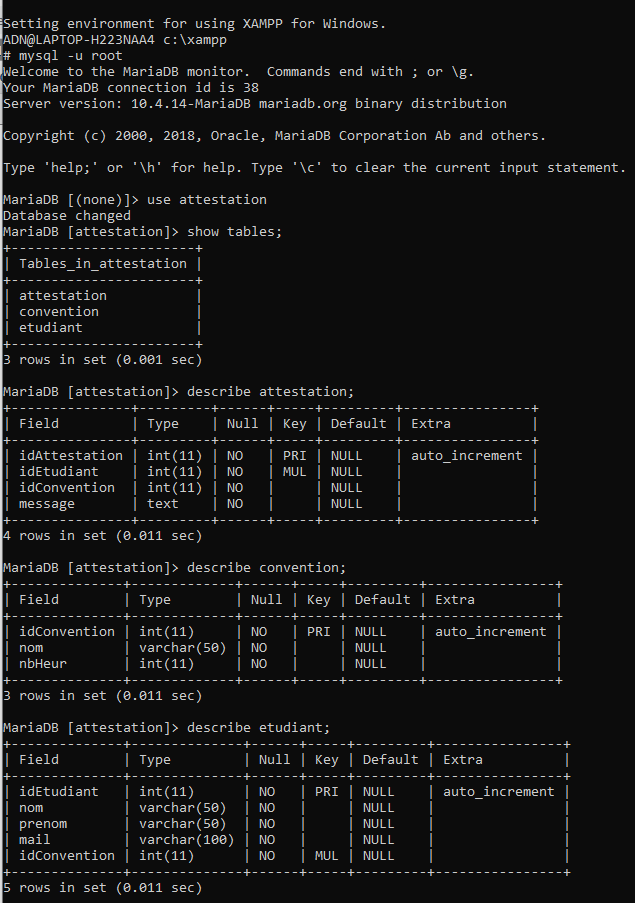 Setting environment for using XAMPP for Windows.
ADN@LAPTOP-H223NAA4 c:\xampp
# mysql -u root
Welcome to the MariaDB monitor.  Commands end with ; or \g.
Your MariaDB connection id is 38
Server version: 10.4.14-MariaDB mariadb.org binary distribution

Copyright (c) 2000, 2018, Oracle, MariaDB Corporation Ab and others.

Type 'help;' or '\h' for help. Type '\c' to clear the current input statement.

MariaDB [(none)]> use attestation
Database changed
MariaDB [attestation]> show tables;
+-----------------------+
| Tables_in_attestation |
+-----------------------+
| attestation           |
| convention            |
| etudiant              |
+-----------------------+
3 rows in set (0.001 sec)

MariaDB [attestation]> describe attestation;
+---------------+---------+------+-----+---------+----------------+
| Field         | Type    | Null | Key | Default | Extra          |
+---------------+---------+------+-----+---------+----------------+
| idAttestation | int(11) | NO   | PRI | NULL    | auto_increment |
| idEtudiant    | int(11) | NO   | MUL | NULL    |                |
| idConvention  | int(11) | NO   |     | NULL    |                |
| message       | text    | NO   |     | NULL    |                |
+---------------+---------+------+-----+---------+----------------+
4 rows in set (0.011 sec)

MariaDB [attestation]> describe convention;
+--------------+-------------+------+-----+---------+----------------+
| Field        | Type        | Null | Key | Default | Extra          |
+--------------+-------------+------+-----+---------+----------------+
| idConvention | int(11)     | NO   | PRI | NULL    | auto_increment |
| nom          | varchar(50) | NO   |     | NULL    |                |
| nbHeur       | int(11)     | NO   |     | NULL    |                |
+--------------+-------------+------+-----+---------+----------------+
3 rows in set (0.011 sec)

MariaDB [attestation]> describe etudiant;
+--------------+--------------+------+-----+---------+----------------+
| Field        | Type         | Null | Key | Default | Extra          |
+--------------+--------------+------+-----+---------+----------------+
| idEtudiant   | int(11)      | NO   | PRI | NULL    | auto_increment |
| nom          | varchar(50)  | NO   |     | NULL    |                |
| prenom       | varchar(50)  | NO   |     | NULL    |                |
| mail         | varchar(100) | NO   |     | NULL    |                |
| idConvention | int(11)      | NO   | MUL | NULL    |                |
+--------------+--------------+------+-----+---------+----------------+
5 rows in set (0.011 sec)